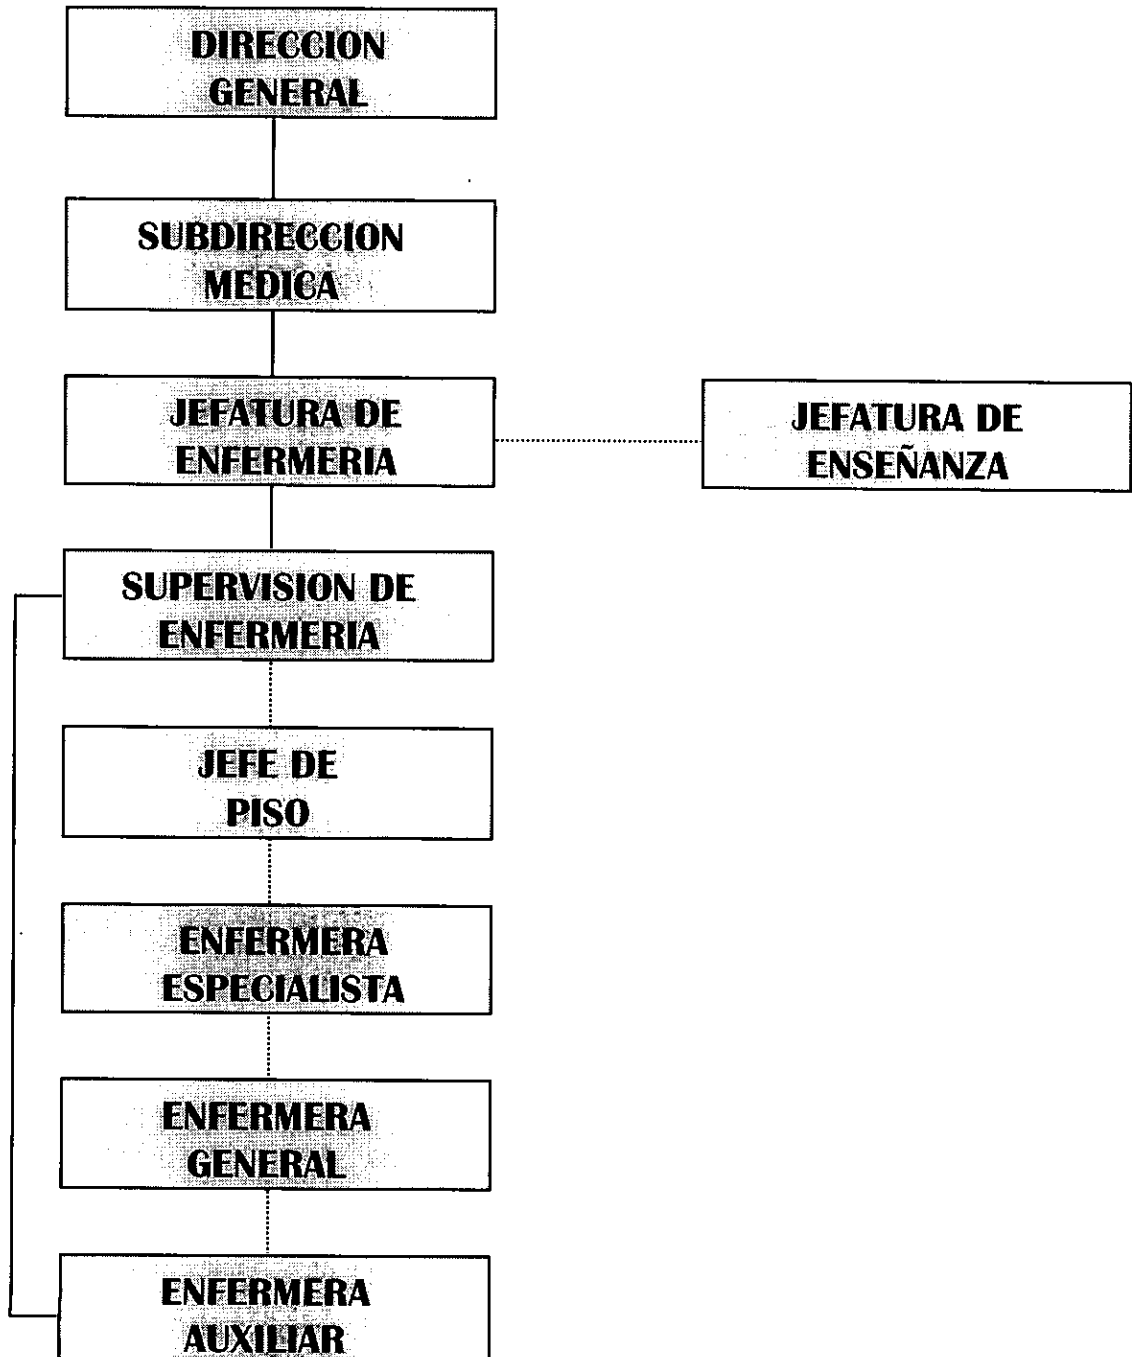 DIRECCION
GENERAL
SUBDIRECCION
MEDICA
JEFATURA DE
ENFERMERIA
JEFATURA DE
ENSEÑANZA
SUPERVISION DE
ENFERMERIA
JEFE DE
PISO
ENFERMERA
ESPECIALISTA
ENFERMERA
GENERAL
ENFERMERA
AUXILIAR